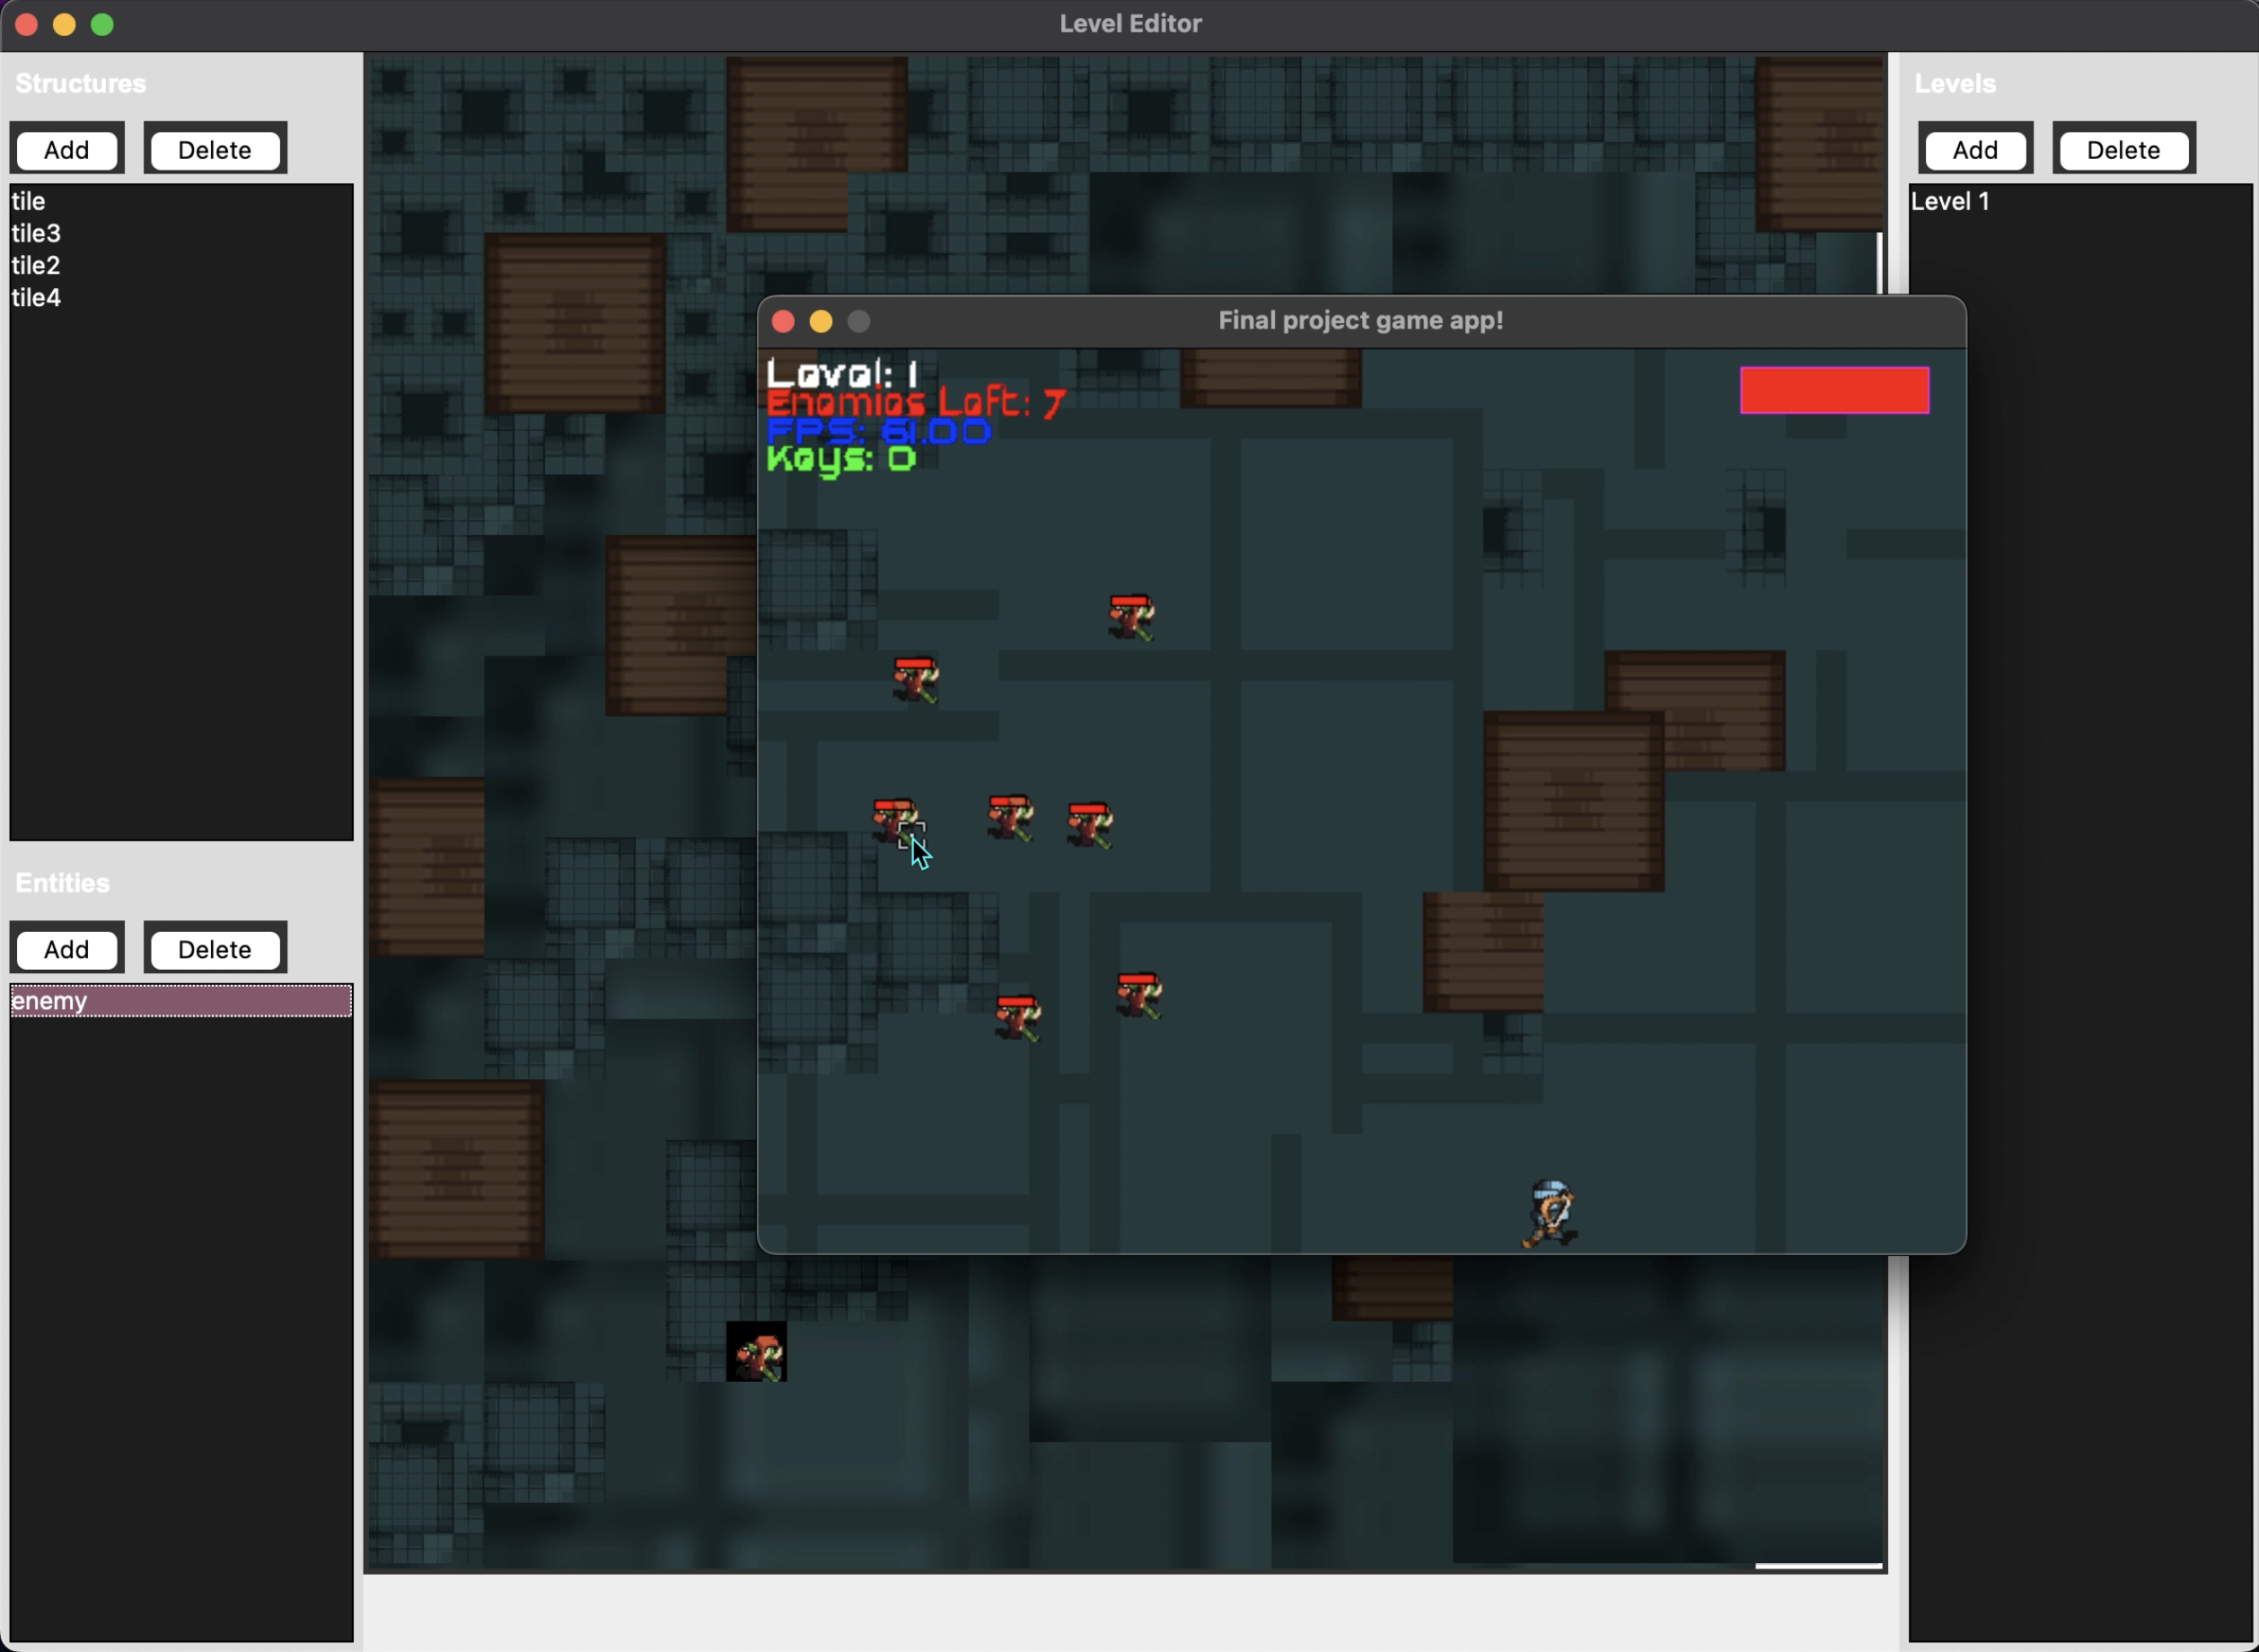 Level Editor
Structures
Add
Delete
tile
tile3
tile2
tile4
Entities
Add
Delete
enemy
Final project game app!
Level: 1
Enemies Left: 7
FPS: 61.00
Keys: 0
Levels
Add
Delete
Level 1